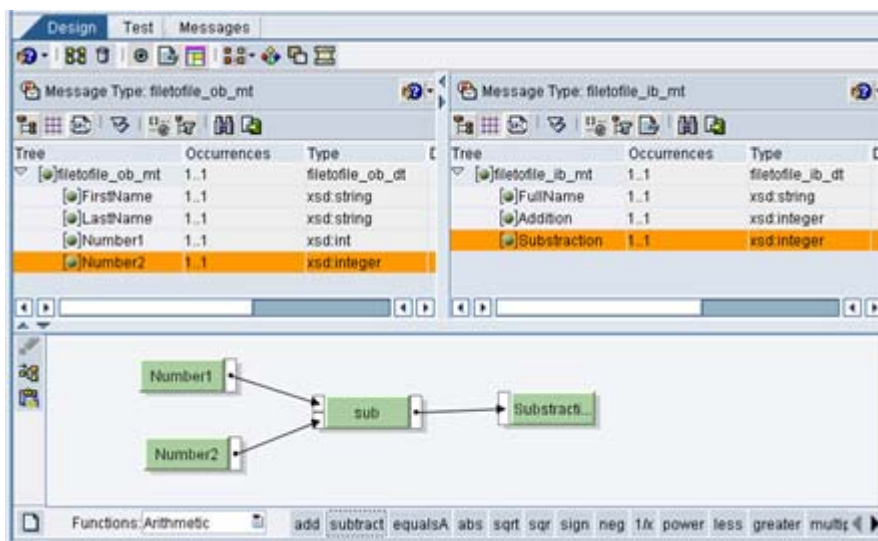 Design Test Messages
Message Type: filetofile_ob_mt
Tree Occurrences Type
filetofile_ob_mt 1..1 filetofile_ob_dt
FirstName 1..1 xsd:string
LastName 1..1 xsd:string
Number1 1..1 xsd:int
Number2 1..1 xsd:integer
Message Type: filetofile_ib_mt
Tree Occurrences Type
filetofile_ib_mt 1..1 filetofile_ib_dt
FullName 1..1 xsd:string
Addition 1..1 xsd:integer
Substraction 1..1 xsd:integer
Number1
sub
Substracti...
Number2
Functions: Arithmetic add subtract equalsA abs sqrt sqr sign neg 1/x power less greater multip